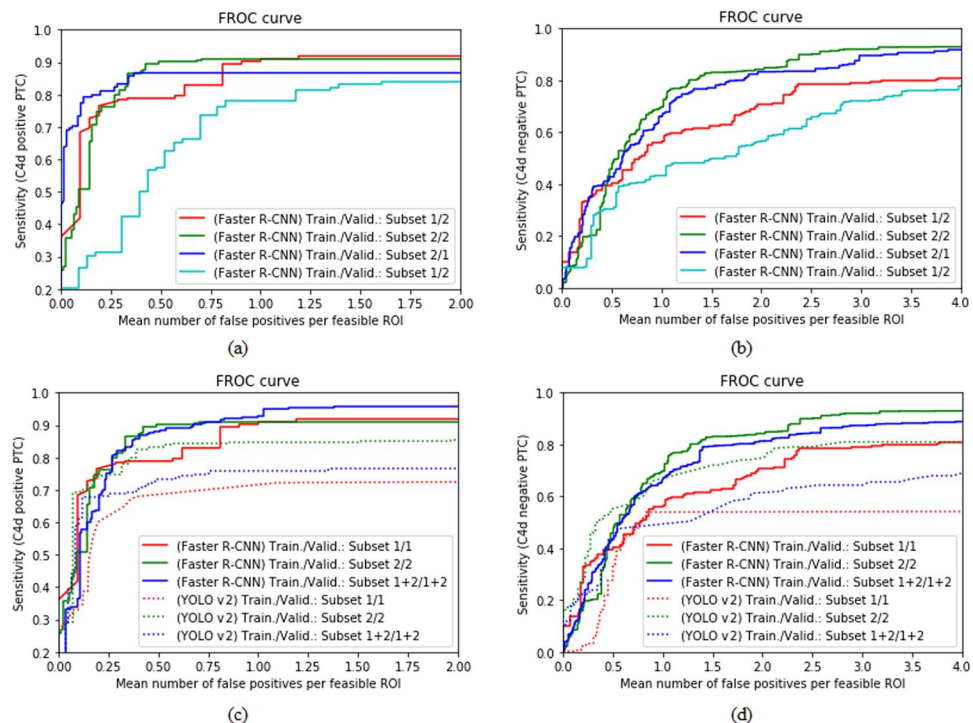 FROC curve
Sensitivity (C4d positive PTC)
1.0
0.9
0.8
0.7
0.6
0.5
0.4
0.3
0.2
(Faster R-CNN) Train./Valid.: Subset 1/2
(Faster R-CNN) Train./Valid.: Subset 2/2
(Faster R-CNN) Train./Valid.: Subset 2/1
(Faster R-CNN) Train./Valid.: Subset 1/2
0.00 0.25 0.50 0.75 1.00 1.25 1.50 1.75 2.00
Mean number of false positives per feasible ROI
(a)
FROC curve
Sensitivity (C4d negative PTC)
1.0
0.8
0.6
0.4
0.2
0.0
(Faster R-CNN) Train./Valid.: Subset 1/2
(Faster R-CNN) Train./Valid.: Subset 2/2
(Faster R-CNN) Train./Valid.: Subset 2/1
(Faster R-CNN) Train./Valid.: Subset 1/2
0.0 0.5 1.0 1.5 2.0 2.5 3.0 3.5 4.0
Mean number of false positives per feasible ROI
(b)
FROC curve
Sensitivity (C4d positive PTC)
1.0
0.9
0.8
0.7
0.6
0.5
0.4
0.3
0.2
(Faster R-CNN) Train./Valid.: Subset 1/1
(Faster R-CNN) Train./Valid.: Subset 2/2
(Faster R-CNN) Train./Valid.: Subset 1+2/1+2
(YOLO v2) Train./Valid.: Subset 1/1
(YOLO v2) Train./Valid.: Subset 2/2
(YOLO v2) Train./Valid.: Subset 1+2/1+2
0.00 0.25 0.50 0.75 1.00 1.25 1.50 1.75 2.00
Mean number of false positives per feasible ROI
(c)
FROC curve
Sensitivity (C4d negative PTC)
1.0
0.8
0.6
0.4
0.2
0.0
(Faster R-CNN) Train./Valid.: Subset 1/1
(Faster R-CNN) Train./Valid.: Subset 2/2
(Faster R-CNN) Train./Valid.: Subset 1+2/1+2
(YOLO v2) Train./Valid.: Subset 1/1
(YOLO v2) Train./Valid.: Subset 2/2
(YOLO v2) Train./Valid.: Subset 1+2/1+2
0.0 0.5 1.0 1.5 2.0 2.5 3.0 3.5 4.0
Mean number of false positives per feasible ROI
(d)